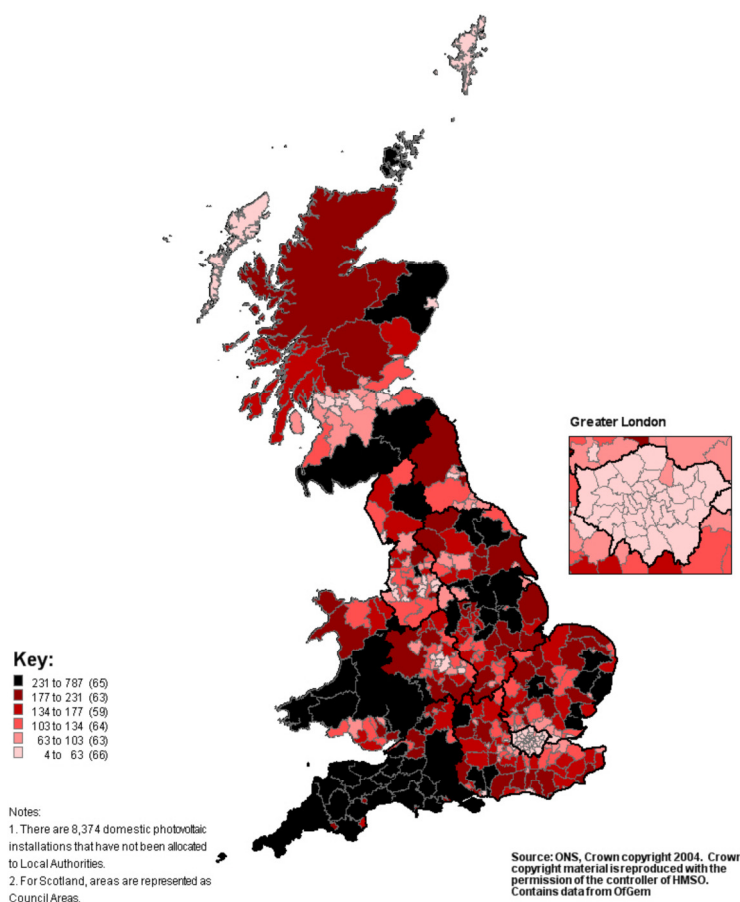 Greater London
Key:
231 to 787 (65)
177 to 231 (63)
134 to 177 (59)
103 to 134 (64)
63 to 103 (63)
4 to 63 (66)
Notes:
1. There are 8,374 domestic photovoltaic
installations that have not been allocated
to Local Authorities.
2. For Scotland, areas are represented as
Council Areas.
Source: ONS, Crown copyright 2004. Crown
copyright material is reproduced with the
permission of the controller of HMSO.
Contains data from OfGem